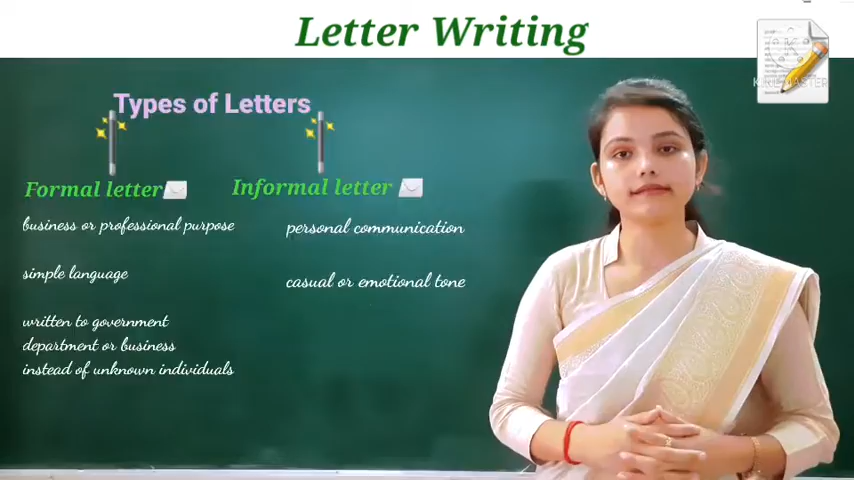 Letter Writing
KINEMASTER
Types of Letters
Formal letter
Informal letter
business or professional purpose
personal communication
simple language
casual or emotional tone
written to government
department or business
instead of unknown individuals